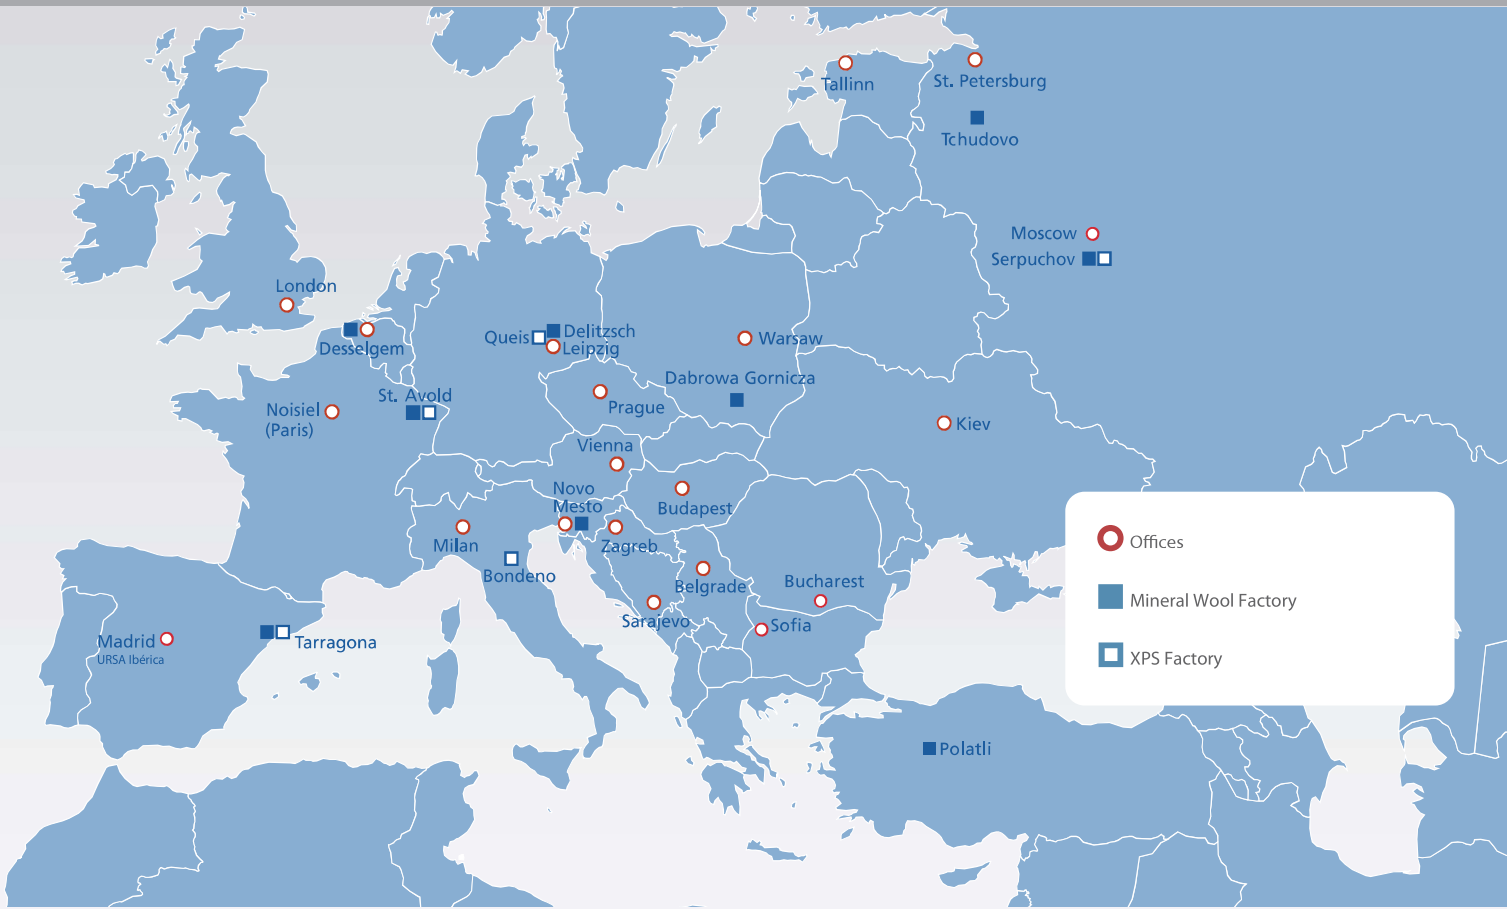 Tallinn
St. Petersburg
Tchudovo
Moscow
Serpuchov
London
Desselgem
Queis
Delitzsch
Leipzig
Warsaw
Dabrowa Gornicza
St. Avold
Noisiel
(Paris)
Prague
Kiev
Vienna
Novo
Mesto
Budapest
Milan
Zagreb
Bondeno
Belgrade
Bucharest
Sarajevo
Sofia
Madrid
URSA Ibérica
Tarragona
Polatli
Offices
Mineral Wool Factory
XPS Factory